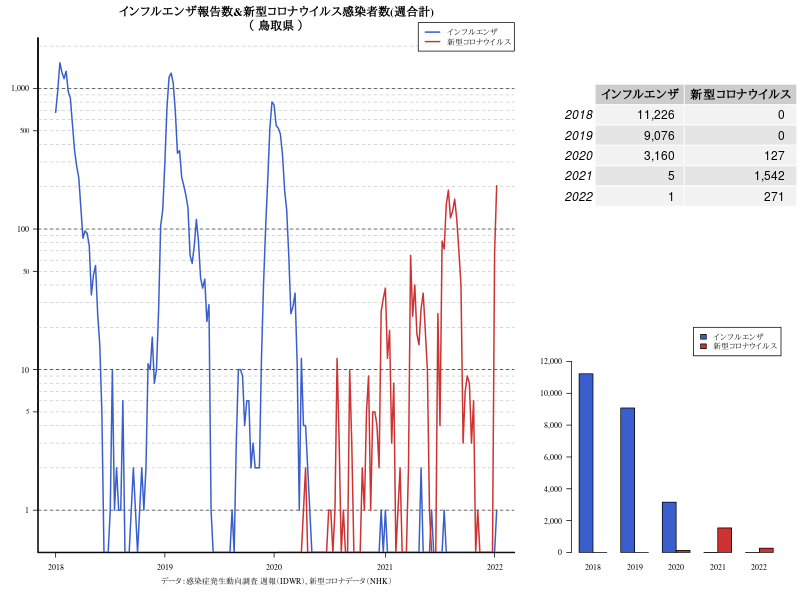 インフルエンザ報告数&新型コロナウイルス感染者数(週合計)
( 鳥取県 )
インフルエンザ
新型コロナウイルス
1,000
500
100
50
10
5
1
2018
2019
2020
2021
2022
データ:感染症発生動向調査 週報(IDWR)、新型コロナデータ(NHK)
インフルエンザ 新型コロナウイルス
2018 11,226 0
2019 9,076 0
2020 3,160 127
2021 5 1,542
2022 1 271
インフルエンザ
新型コロナウイルス
12,000
10,000
8,000
6,000
4,000
2,000
0
2018 2019 2020 2021 2022